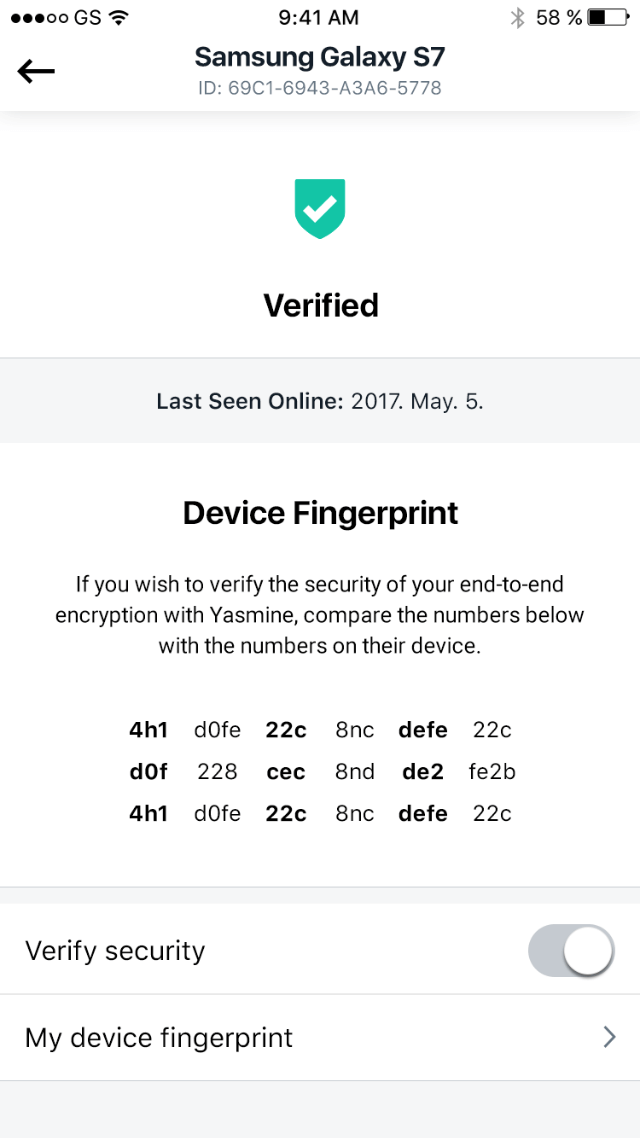 GS 9:41 AM 58 %
Samsung Galaxy S7
ID: 69C1-6943-A3A6-5778
Verified
Last Seen Online: 2017. May. 5.
Device Fingerprint
If you wish to verify the security of your end-to-end
encryption with Yasmine, compare the numbers below
with the numbers on their device.
4h1 d0fe 22c 8nc defe 22c
d0f 228 cec 8nd de2 fe2b
4h1 d0fe 22c 8nc defe 22c
Verify security
My device fingerprint